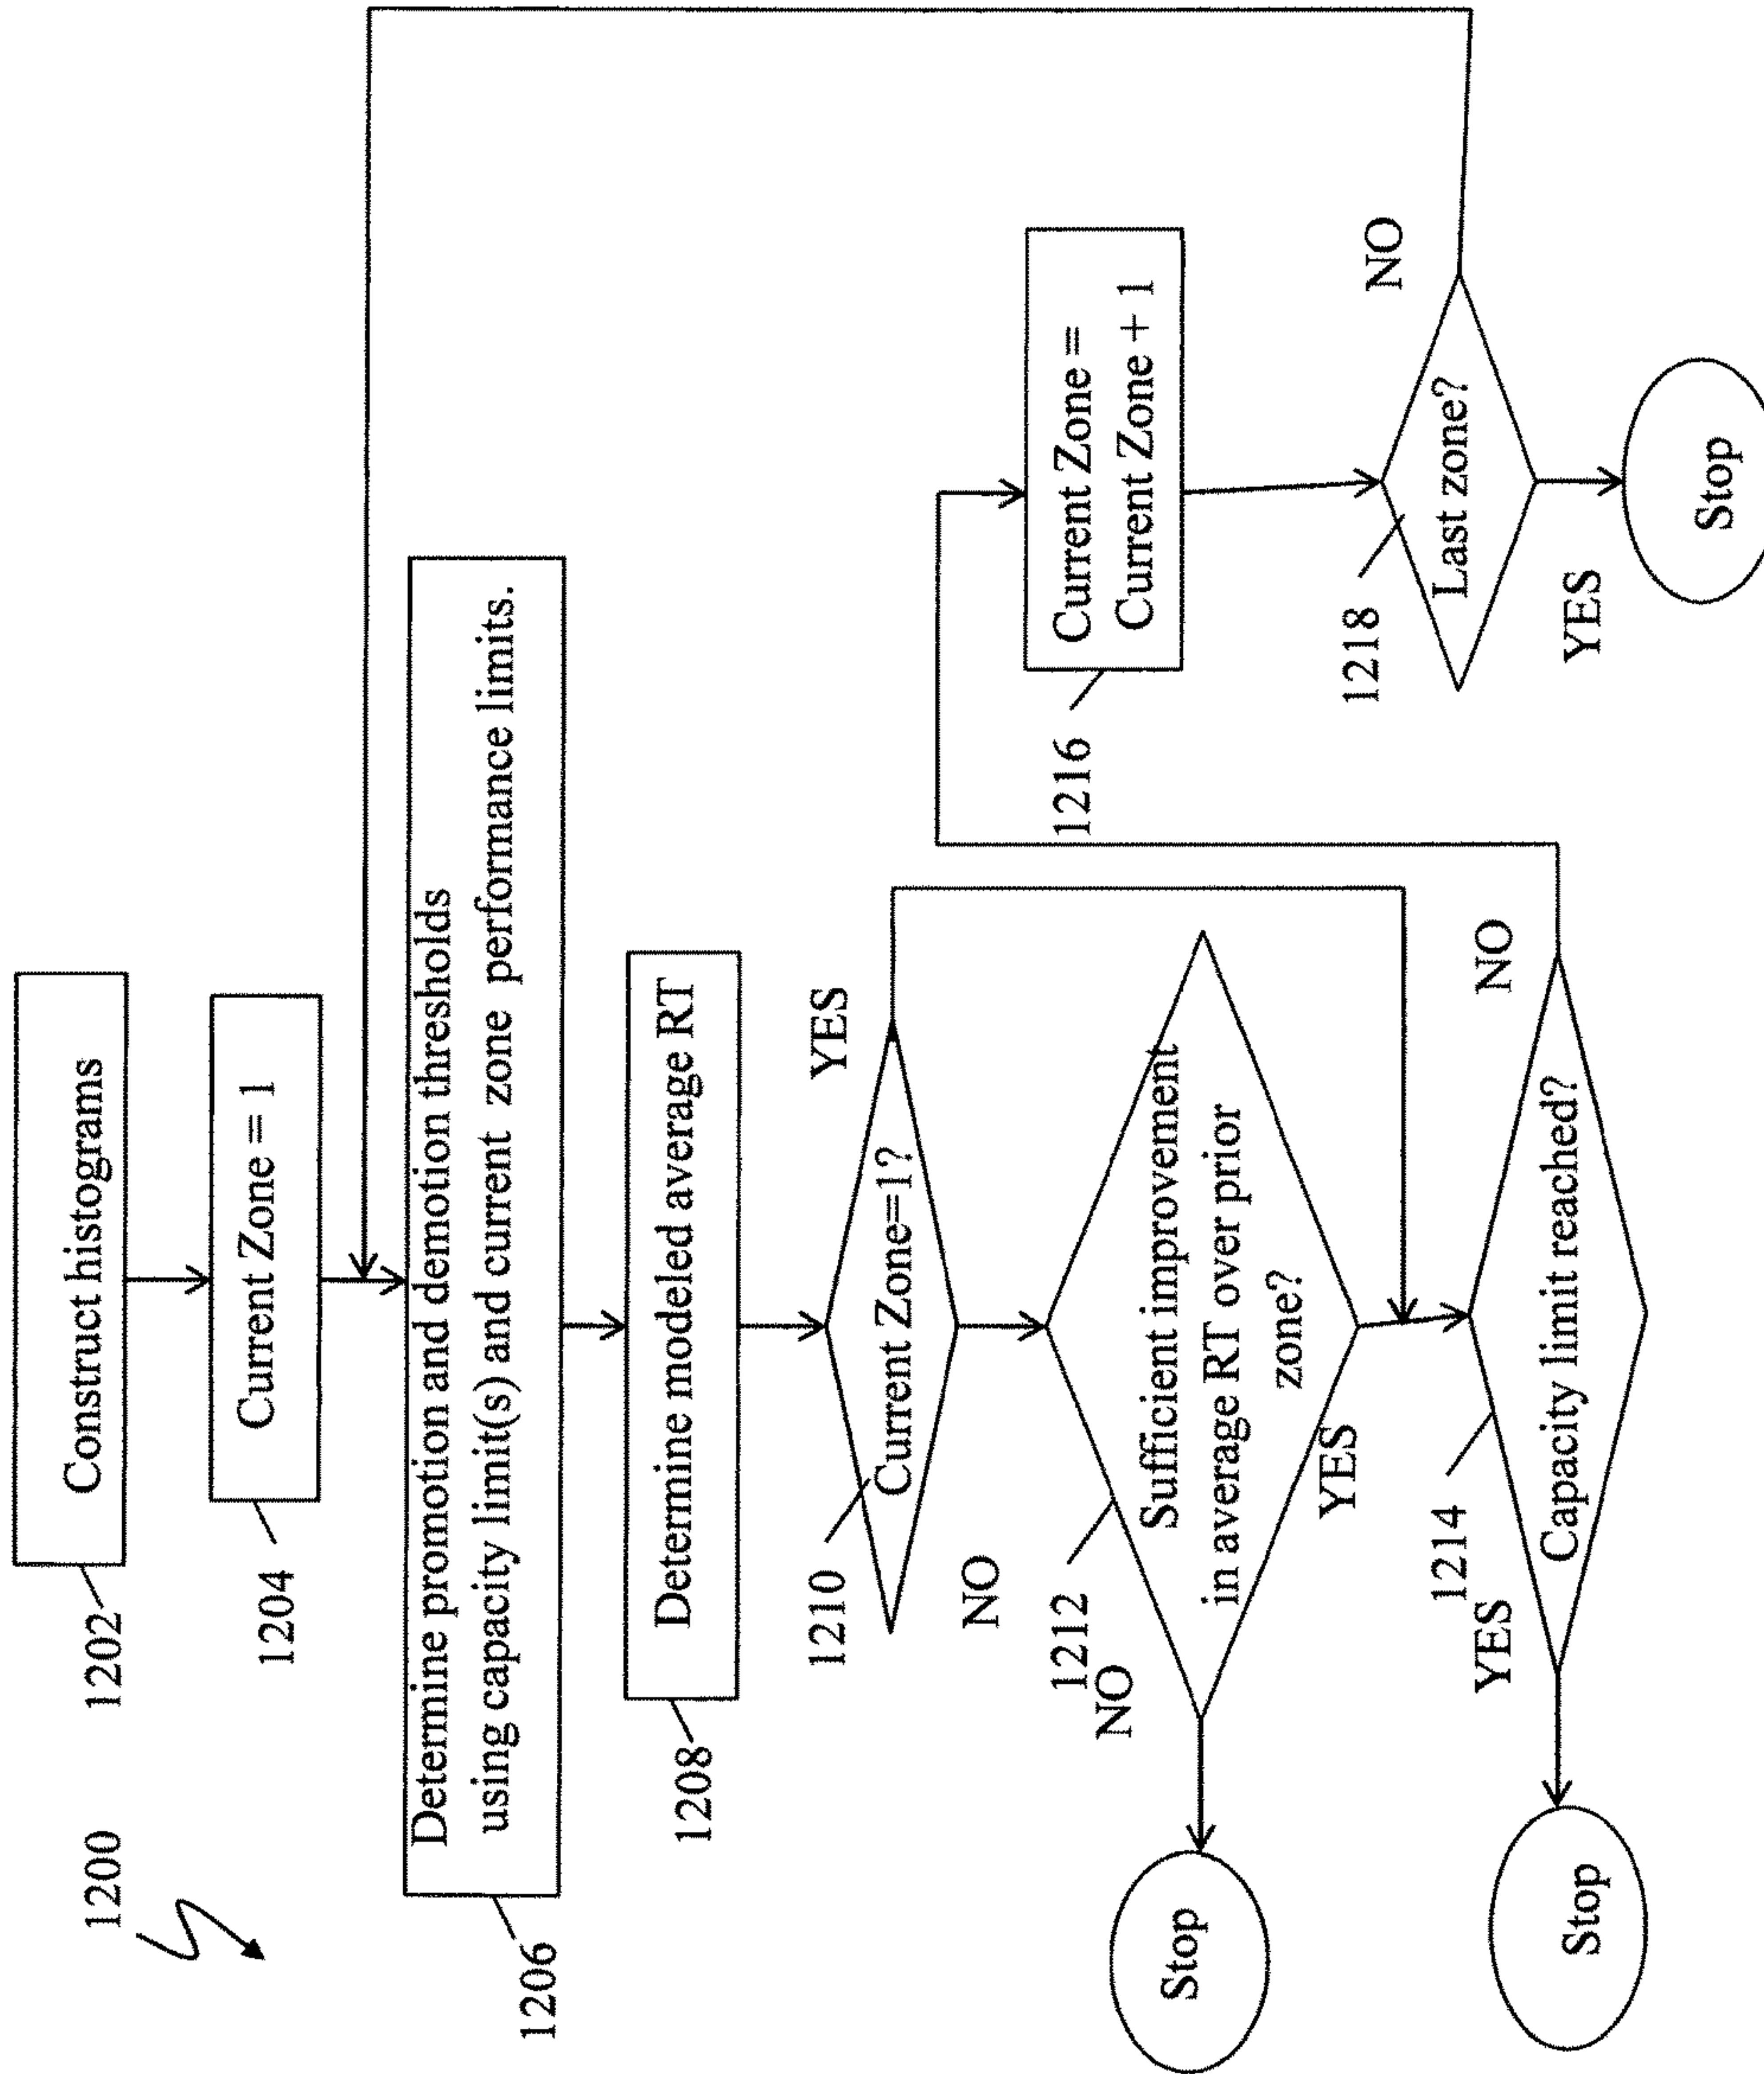 1200
Construct histograms
1202
Current Zone = 1
1204
Determine promotion and demotion thresholds
using capacity limit(s) and current zone performance limits.
1206
Determine modeled average RT
1208
Current Zone=1?
YES
1210
NO
Sufficient improvement
in average RT over prior
zone?
1212
NO
Stop
YES
Capacity limit reached?
1214
YES
Stop
NO
Current Zone =
Current Zone + 1
1216
Last zone?
1218
NO
YES
Stop